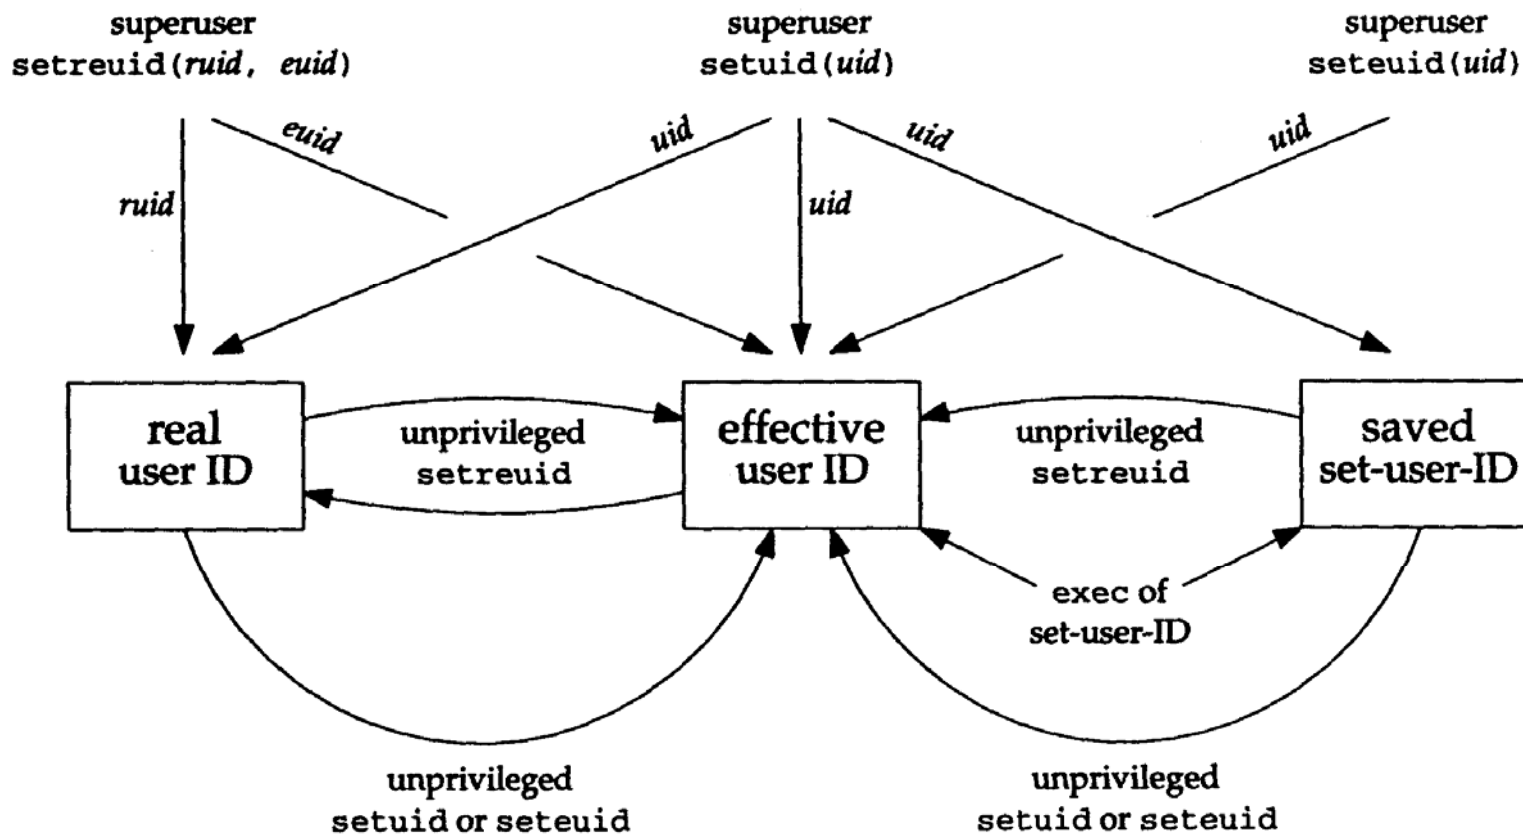 superuser
setreuid(ruid, euid)
superuser
setuid(uid)
superuser
seteuid(uid)
euid
uid
uid
uid
ruid
uid
real
user ID
unprivileged
setreuid
effective
user ID
unprivileged
setreuid
saved
set-user-ID
exec of
set-user-ID
unprivileged
setuid or seteuid
unprivileged
setuid or seteuid